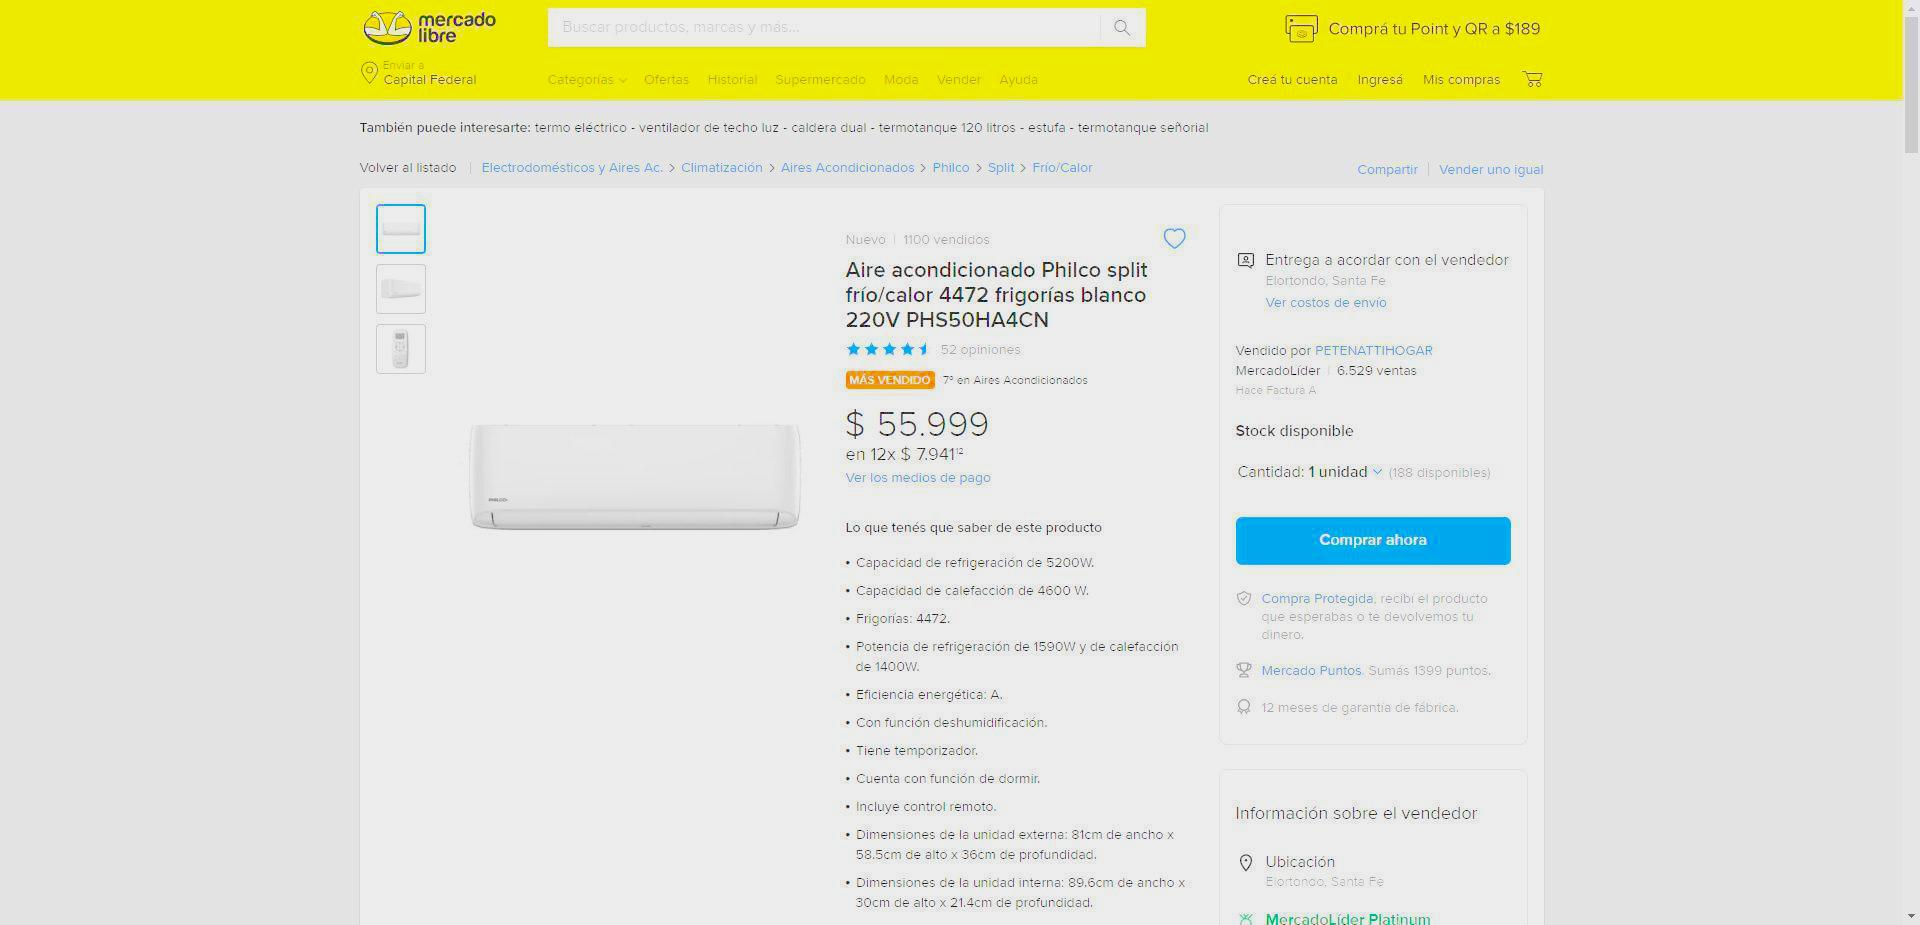 mercado
libre
Buscar productos, marcas y más...
Comprá tu Point y QR a $189
Enviar a
Capital Federal
Categorías
Ofertas
Historial
Supermercado
Moda
Vender
Ayuda
Creá tu cuenta
Ingresá
Mis compras
También puede interesarte: termo eléctrico - ventilador de techo luz - caldera dual - termotanque 120 litros - estufa - termotanque señorial
Volver al listado | Electrodomésticos y Aires Ac. > Climatización > Aires Acondicionados > Philco > Split > Frío/Calor
Compartir | Vender uno igual
Nuevo | 1100 vendidos
Aire acondicionado Philco split
frío/calor 4472 frigorías blanco
220V PHS50HA4CN
52 opiniones
MÁS VENDIDO 7º en Aires Acondicionados
$ 55.999
en 12x $ 7.941¹²
Ver los medios de pago
PHILCO
Lo que tenés que saber de este producto
• Capacidad de refrigeración de 5200W.
• Capacidad de calefacción de 4600 W.
• Frigorías: 4472.
• Potencia de refrigeración de 1590W y de calefacción
de 1400W.
• Eficiencia energética: A.
• Con función deshumidificación.
• Tiene temporizador.
• Cuenta con función de dormir.
• Incluye control remoto.
• Dimensiones de la unidad externa: 81cm de ancho x
58.5cm de alto x 36cm de profundidad.
• Dimensiones de la unidad interna: 89.6cm de ancho x
30cm de alto x 21.4cm de profundidad.
Entrega a acordar con el vendedor
Elortondo, Santa Fe
Ver costos de envío
Vendido por PETENATTIHOGAR
MercadoLíder | 6.529 ventas
Hace Factura A
Stock disponible
Cantidad: 1 unidad (188 disponibles)
Comprar ahora
Compra Protegida, recibí el producto
que esperabas o te devolvemos tu
dinero.
Mercado Puntos. Sumás 1399 puntos.
12 meses de garantía de fábrica.
Información sobre el vendedor
Ubicación
Elortondo, Santa Fe
MercadoLíder Platinum